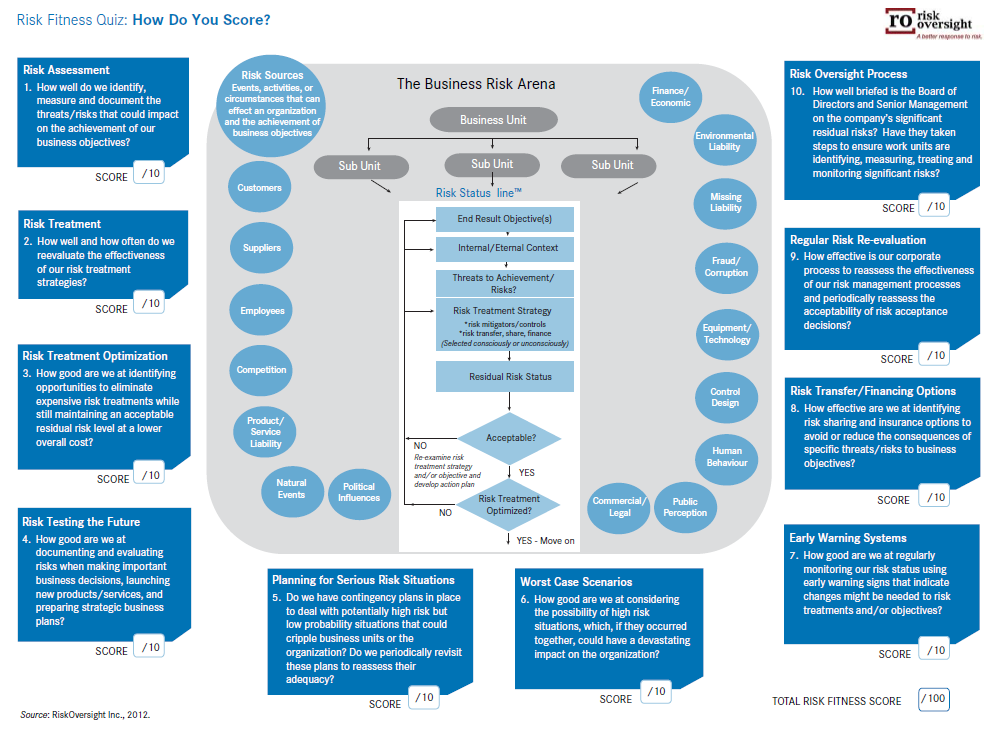 Risk Fitness Quiz: How Do You Score?
ro risk
oversight
A better response to risk.
Risk Assessment
1. How well do we identify,
measure and document the
threats/risks that could impact
on the achievement of our
business objectives?
SCORE /10
Risk Treatment
2. How well and how often do we
reevaluate the effectiveness
of our risk treatment
strategies?
SCORE /10
Risk Treatment Optimization
3. How good are we at identifying
opportunities to eliminate
expensive risk treatments while
still maintaining an acceptable
residual risk level at a lower
overall cost?
SCORE /10
Risk Testing the Future
4. How good are we at
documenting and evaluating
risks when making important
business decisions, launching
new products/services, and
preparing strategic business
plans?
SCORE /10
The Business Risk Arena
Risk Sources
Events, activities, or
circumstances that can
effect an organization
and the achievement of
business objectives
Customers
Suppliers
Employees
Competition
Product/
Service
Liability
Natural
Events
Political
Influences
Business Unit
Sub Unit
Sub Unit
Sub Unit
Risk Status line™
End Result Objective(s)
Internal/Eternal Context
Threats to Achievement/
Risks?
Risk Treatment Strategy
*risk mitigators/controls
*risk transfer, share, finance
(Selected consciously or unconsciously)
Residual Risk Status
Acceptable?
NO
Re-examine risk
treatment strategy
and/or objective and
develop action plan
YES
Risk Treatment
Optimized?
NO
YES - Move on
Finance/
Economic
Environmental
Liability
Missing
Liability
Fraud/
Corruption
Equipment/
Technology
Control
Design
Human
Behaviour
Commercial/
Legal
Public
Perception
Planning for Serious Risk Situations
5. Do we have contingency plans in place
to deal with potentially high risk but
low probability situations that could
cripple business units or the
organization? Do we periodically revisit
these plans to reassess their
adequacy?
SCORE /10
Worst Case Scenarios
6. How good are we at considering
the possibility of high risk
situations, which, if they occurred
together, could have a devastating
impact on the organization?
SCORE /10
Risk Oversight Process
10. How well briefed is the Board of
Directors and Senior Management
on the company's significant
residual risks? Have they taken
steps to ensure work units are
identifying, measuring, treating and
monitoring significant risks?
SCORE /10
Regular Risk Re-evaluation
9. How effective is our corporate
process to reassess the effectiveness
of our risk management processes
and periodically reassess the
acceptability of risk acceptance
decisions?
SCORE /10
Risk Transfer/Financing Options
8. How effective are we at identifying
risk sharing and insurance options to
avoid or reduce the consequences of
specific threats/risks to business
objectives?
SCORE /10
Early Warning Systems
7. How good are we at regularly
monitoring our risk status using
early warning signs that indicate
changes might be needed to risk
treatments and/or objectives?
SCORE /10
TOTAL RISK FITNESS SCORE /100
Source: RiskOversight Inc., 2012.